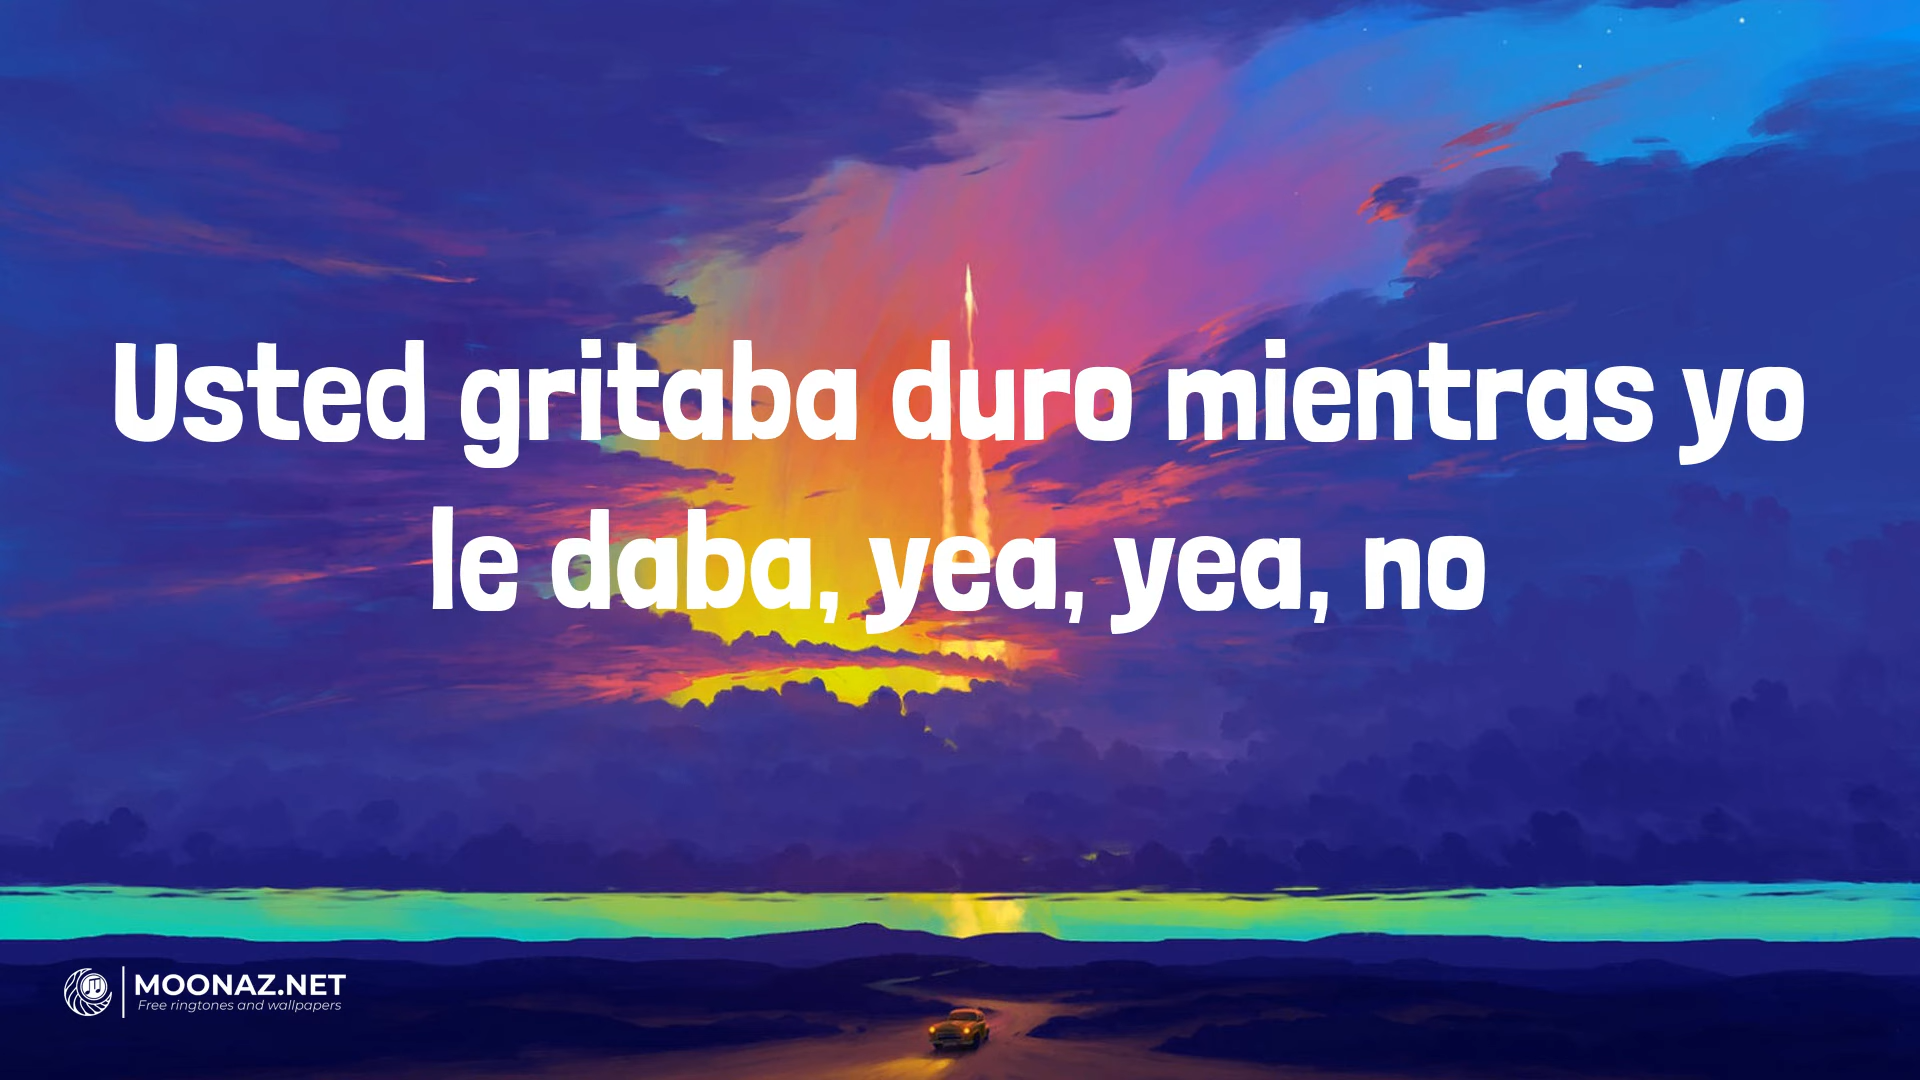 Usted gritaba duro mientras yo
le daba, yea, yea, no
MOONAZ.NET
Free ringtones and wallpapers